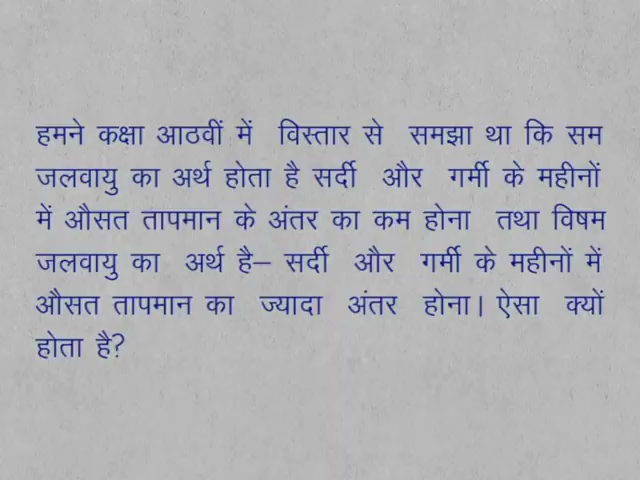 हमने कक्षा आठवीं में विस्तार से समझा था कि सम
जलवायु का अर्थ होता है सर्दी और गर्मी के महीनों
में औसत तापमान के अंतर का कम होना तथा विषम
जलवायु का अर्थ है– सर्दी और गर्मी के महीनों में
औसत तापमान का ज्यादा अंतर होना। ऐसा क्यों
होता है?